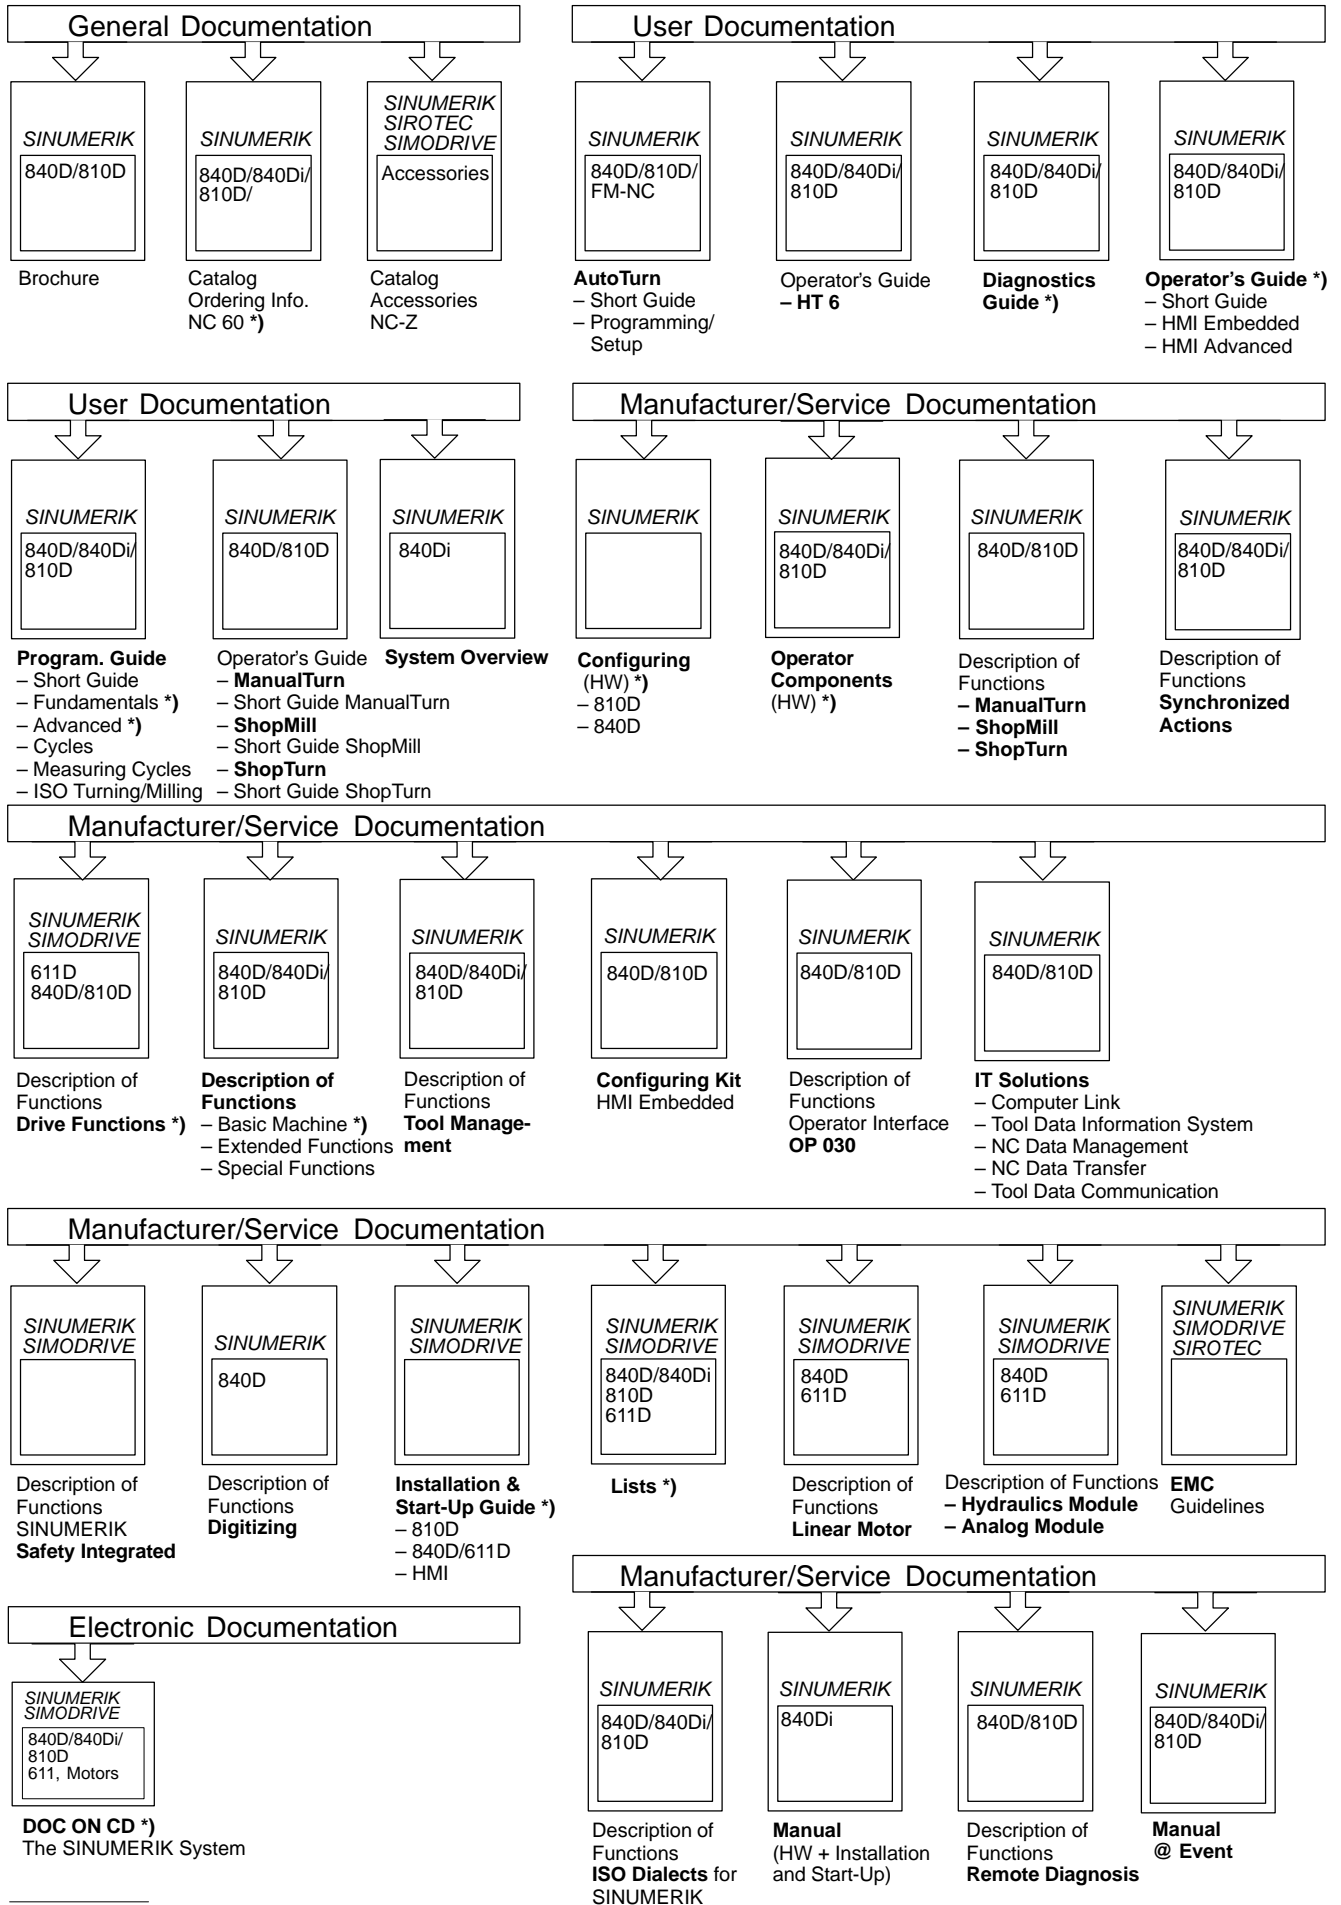 General Documentation
SINUMERIK
840D/810D
Brochure
SINUMERIK
840D/840Di/
810D/
Catalog
Ordering Info.
NC 60 *)
SINUMERIK
SIROTEC
SIMODRIVE
Accessories
Catalog
Accessories
NC-Z
User Documentation
SINUMERIK
840D/810D/
FM-NC
AutoTurn
– Short Guide
– Programming/
Setup
SINUMERIK
840D/840Di/
810D
Operator's Guide
– HT 6
SINUMERIK
840D/840Di/
810D
Diagnostics
Guide *)
SINUMERIK
840D/840Di/
810D
Operator's Guide *)
– Short Guide
– HMI Embedded
– HMI Advanced
User Documentation
SINUMERIK
840D/840Di/
810D
Program. Guide
– Short Guide
– Fundamentals *)
– Advanced *)
– Cycles
– Measuring Cycles
– ISO Turning/Milling
SINUMERIK
840D/810D
Operator's Guide
– ManualTurn
– Short Guide ManualTurn
– ShopMill
– Short Guide ShopMill
– ShopTurn
– Short Guide ShopTurn
SINUMERIK
840Di
System Overview
Manufacturer/Service Documentation
SINUMERIK
Configuring
(HW) *)
– 810D
– 840D
SINUMERIK
840D/840Di/
810D
Operator
Components
(HW) *)
SINUMERIK
840D/810D
Description of
Functions
– ManualTurn
– ShopMill
– ShopTurn
SINUMERIK
840D/840Di/
810D
Description of
Functions
Synchronized
Actions
Manufacturer/Service Documentation
SINUMERIK
SIMODRIVE
611D
840D/810D
Description of
Functions
Drive Functions *)
SINUMERIK
840D/840Di/
810D
Description of
Functions
– Basic Machine *)
– Extended Functions
– Special Functions
SINUMERIK
840D/840Di/
810D
Description of
Functions
Tool Manage-
ment
SINUMERIK
840D/810D
Configuring Kit
HMI Embedded
SINUMERIK
840D/810D
Description of
Functions
Operator Interface
OP 030
SINUMERIK
840D/810D
IT Solutions
– Computer Link
– Tool Data Information System
– NC Data Management
– NC Data Transfer
– Tool Data Communication
Manufacturer/Service Documentation
SINUMERIK
SIMODRIVE
Description of
Functions
SINUMERIK
Safety Integrated
SINUMERIK
840D
Description of
Functions
Digitizing
SINUMERIK
SIMODRIVE
Installation &
Start-Up Guide *)
– 810D
– 840D/611D
– HMI
SINUMERIK
SIMODRIVE
840D/840Di
810D
611D
Lists *)
SINUMERIK
SIMODRIVE
840D
611D
Description of
Functions
Linear Motor
SINUMERIK
SIMODRIVE
840D
611D
Description of Functions
– Hydraulics Module
– Analog Module
SINUMERIK
SIMODRIVE
SIROTEC
EMC
Guidelines
Electronic Documentation
SINUMERIK
SIMODRIVE
840D/840Di/
810D
611, Motors
DOC ON CD *)
The SINUMERIK System
Manufacturer/Service Documentation
SINUMERIK
840D/840Di/
810D
Description of
Functions
ISO Dialects for
SINUMERIK
SINUMERIK
840Di
Manual
(HW + Installation
and Start-Up)
SINUMERIK
840D/810D
Description of
Functions
Remote Diagnosis
SINUMERIK
840D/840Di/
810D
Manual
@ Event